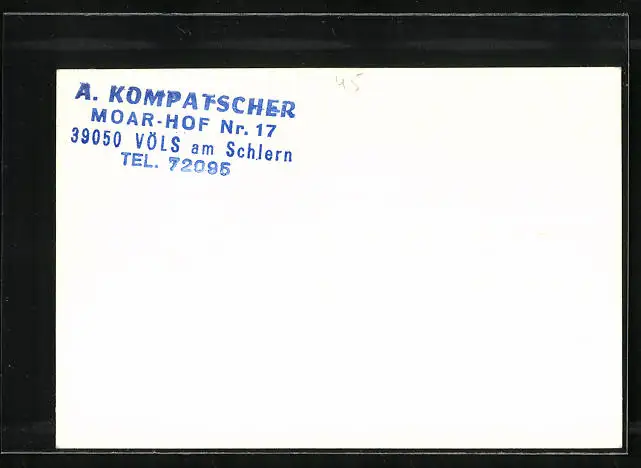 45
A. KOMPATSCHER
MOAR-HOF Nr. 17
39050 VÖLS am Schlern
TEL. 72095